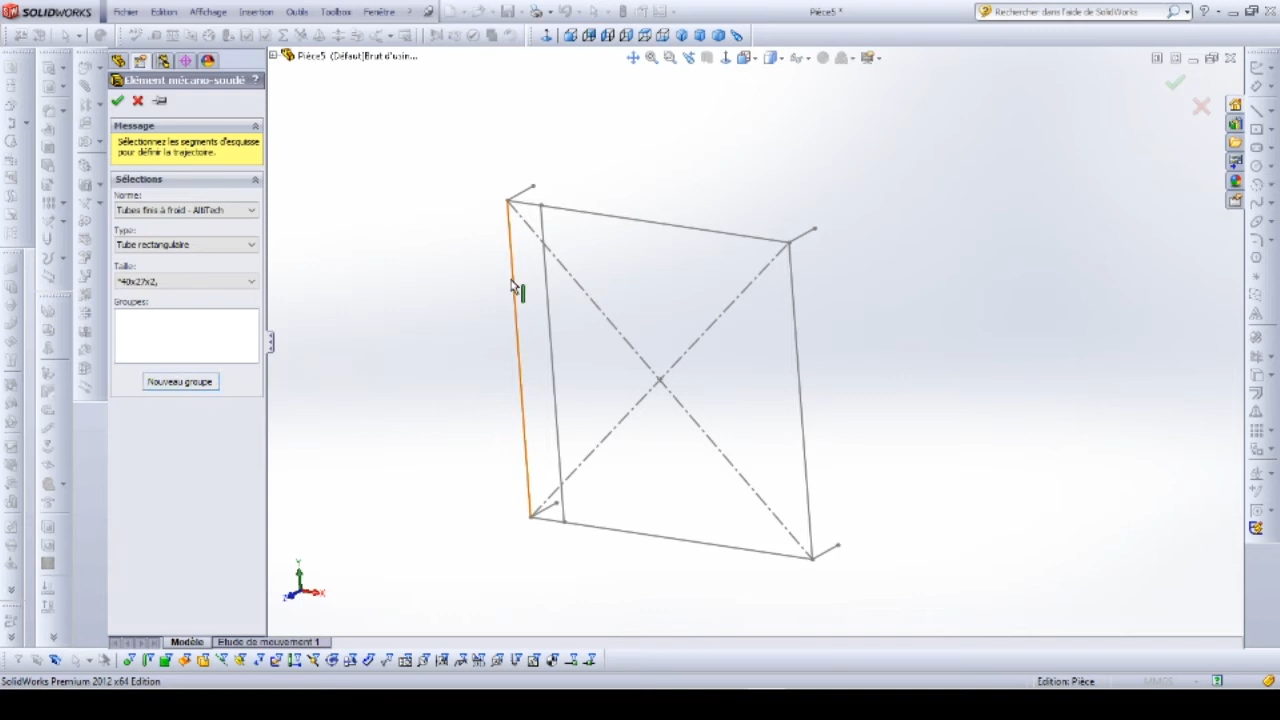 SOLIDWORKS Fichier Edition Affichage Insertion Outils Toolbox Fenêtre Pièce5 * Rechercher dans l'aide de SolidWorks
Pièce5 (Défaut[Brut d'usin...
Elément mécano-soudé ?
Message
Sélectionnez les segments d'esquisse
pour définir la trajectoire.
Sélections
Norme:
Tubes finis à froid - AlliTech
Type:
Tube rectangulaire
Taille:
*40x27x2,
Groupes:
Nouveau groupe
Y
X
Z
Modèle Etude de mouvement 1
SolidWorks Premium 2012 x64 Edition Edition: Pièce MMGS